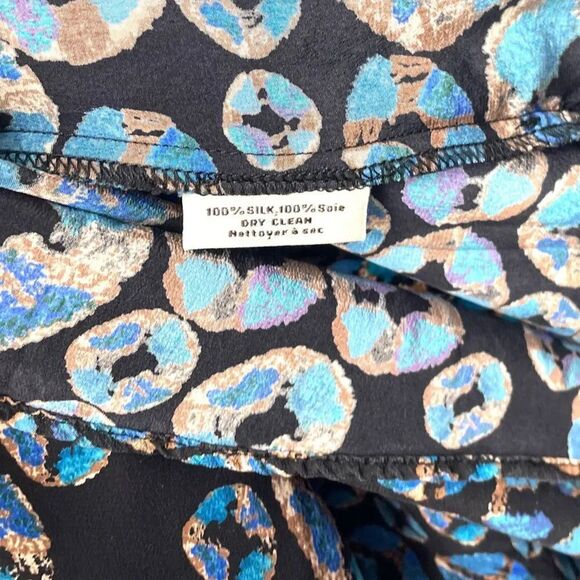 100% SILK, 100% Soie
DRY CLEAN
Nettoyer à sec